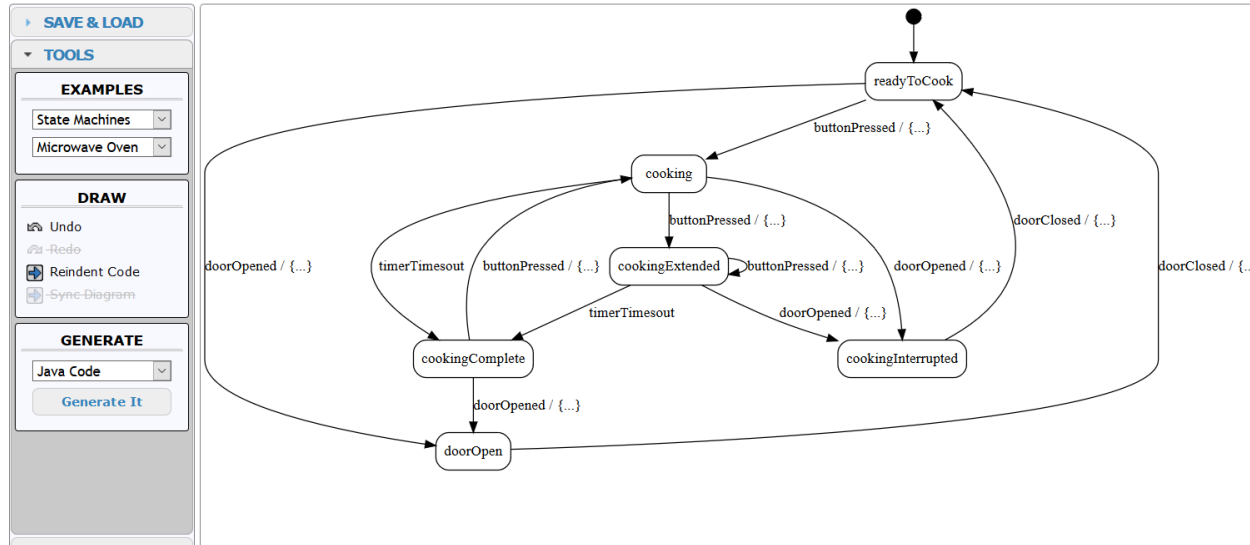 SAVE & LOAD
TOOLS
EXAMPLES
State Machines
Microwave Oven
DRAW
Undo
Redo
Reindent Code
Sync Diagram
GENERATE
Java Code
Generate It
readyToCook
buttonPressed / {...}
cooking
buttonPressed / {...}
doorClosed / {...}
doorOpened / {...}
timerTimesout
buttonPressed / {...}
cookingExtended
buttonPressed / {...}
doorOpened / {...}
doorClosed / {...
timerTimesout
doorOpened / {...}
cookingComplete
cookingInterrupted
doorOpened / {...}
doorOpen